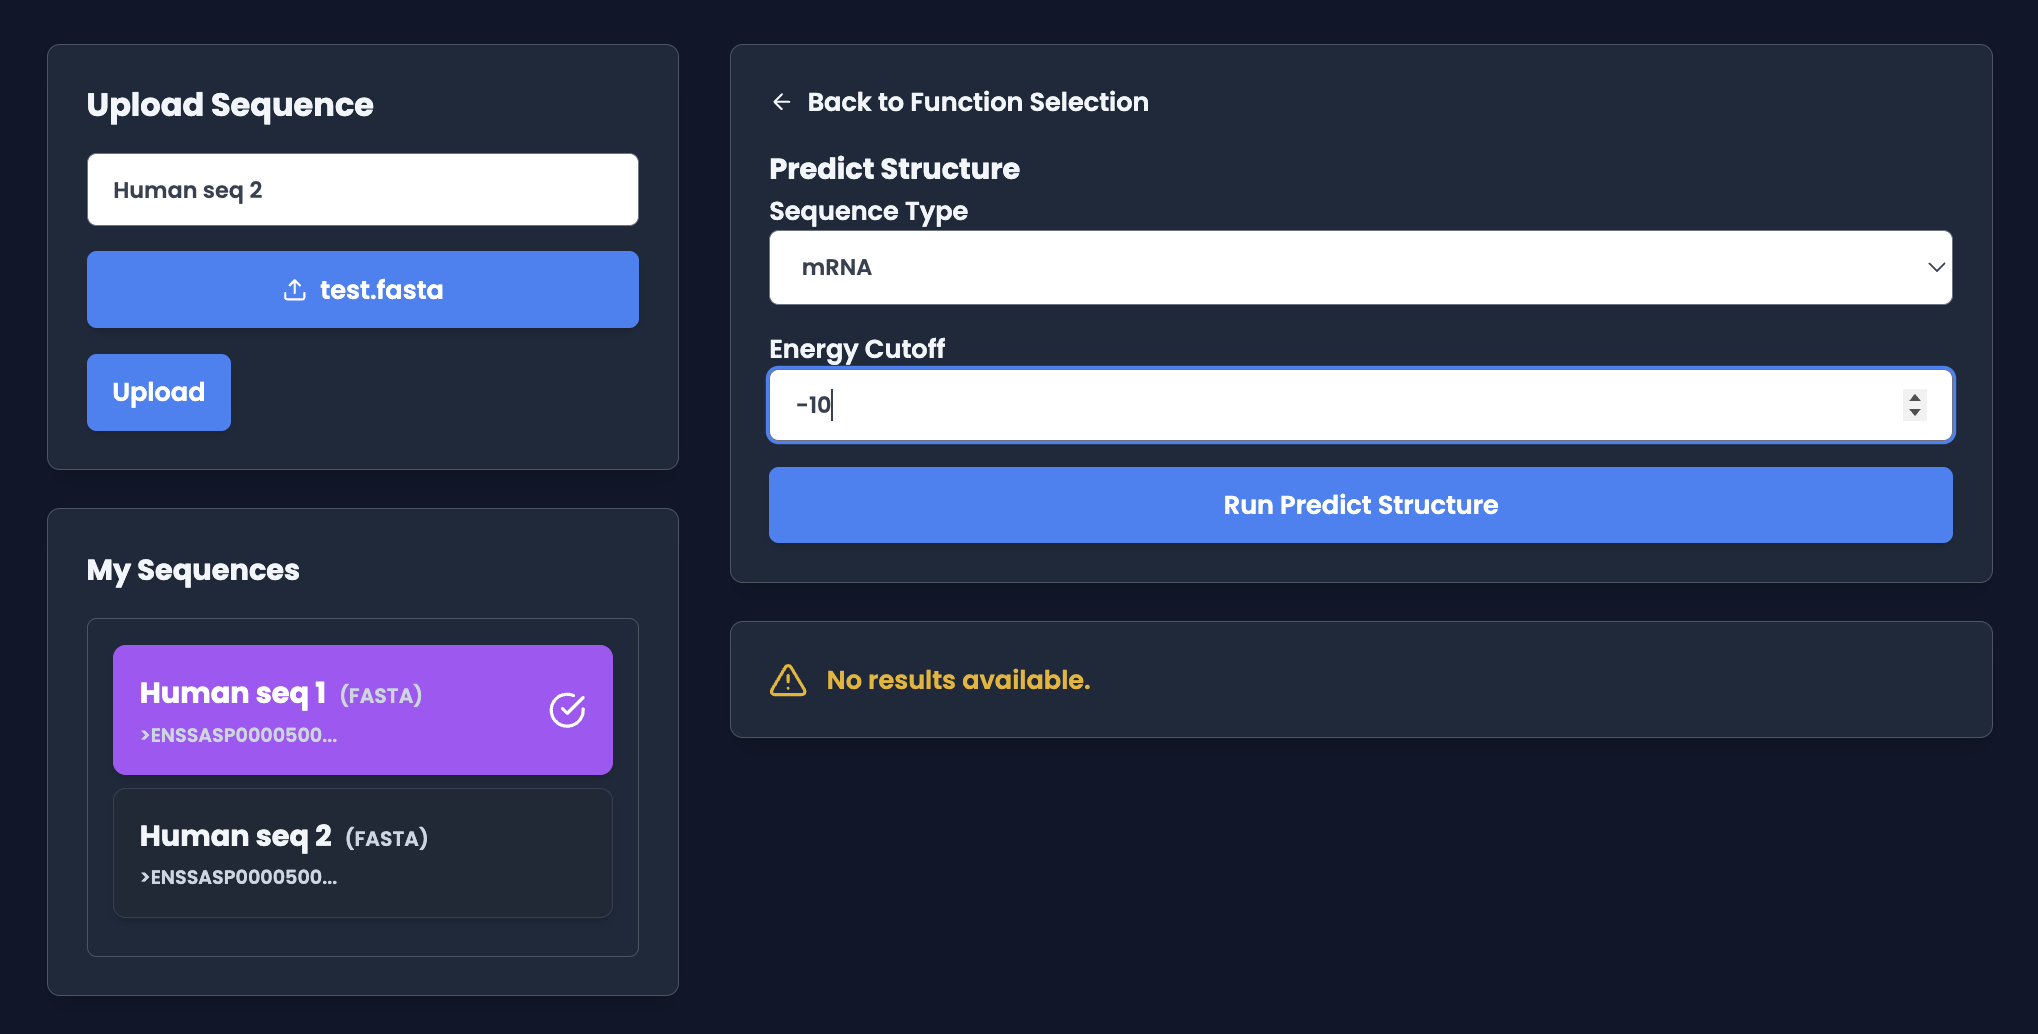 Upload Sequence
Human seq 2
test.fasta
Upload
My Sequences
Human seq 1 (FASTA)
>ENSSASP0000500...
Human seq 2 (FASTA)
>ENSSASP0000500...
Back to Function Selection
Predict Structure
Sequence Type
mRNA
Energy Cutoff
-10
Run Predict Structure
No results available.